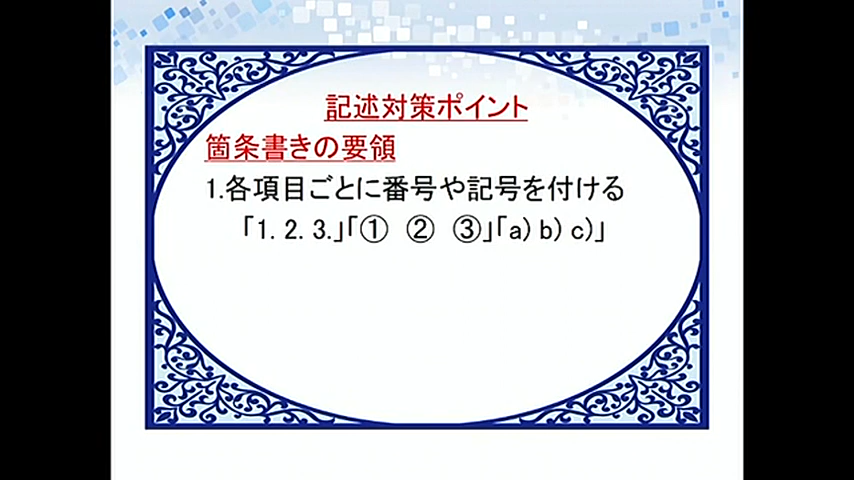 記述対策ポイント
箇条書きの要領
1.各項目ごとに番号や記号を付ける
「1. 2. 3.」「① ② ③」「a) b) c)」